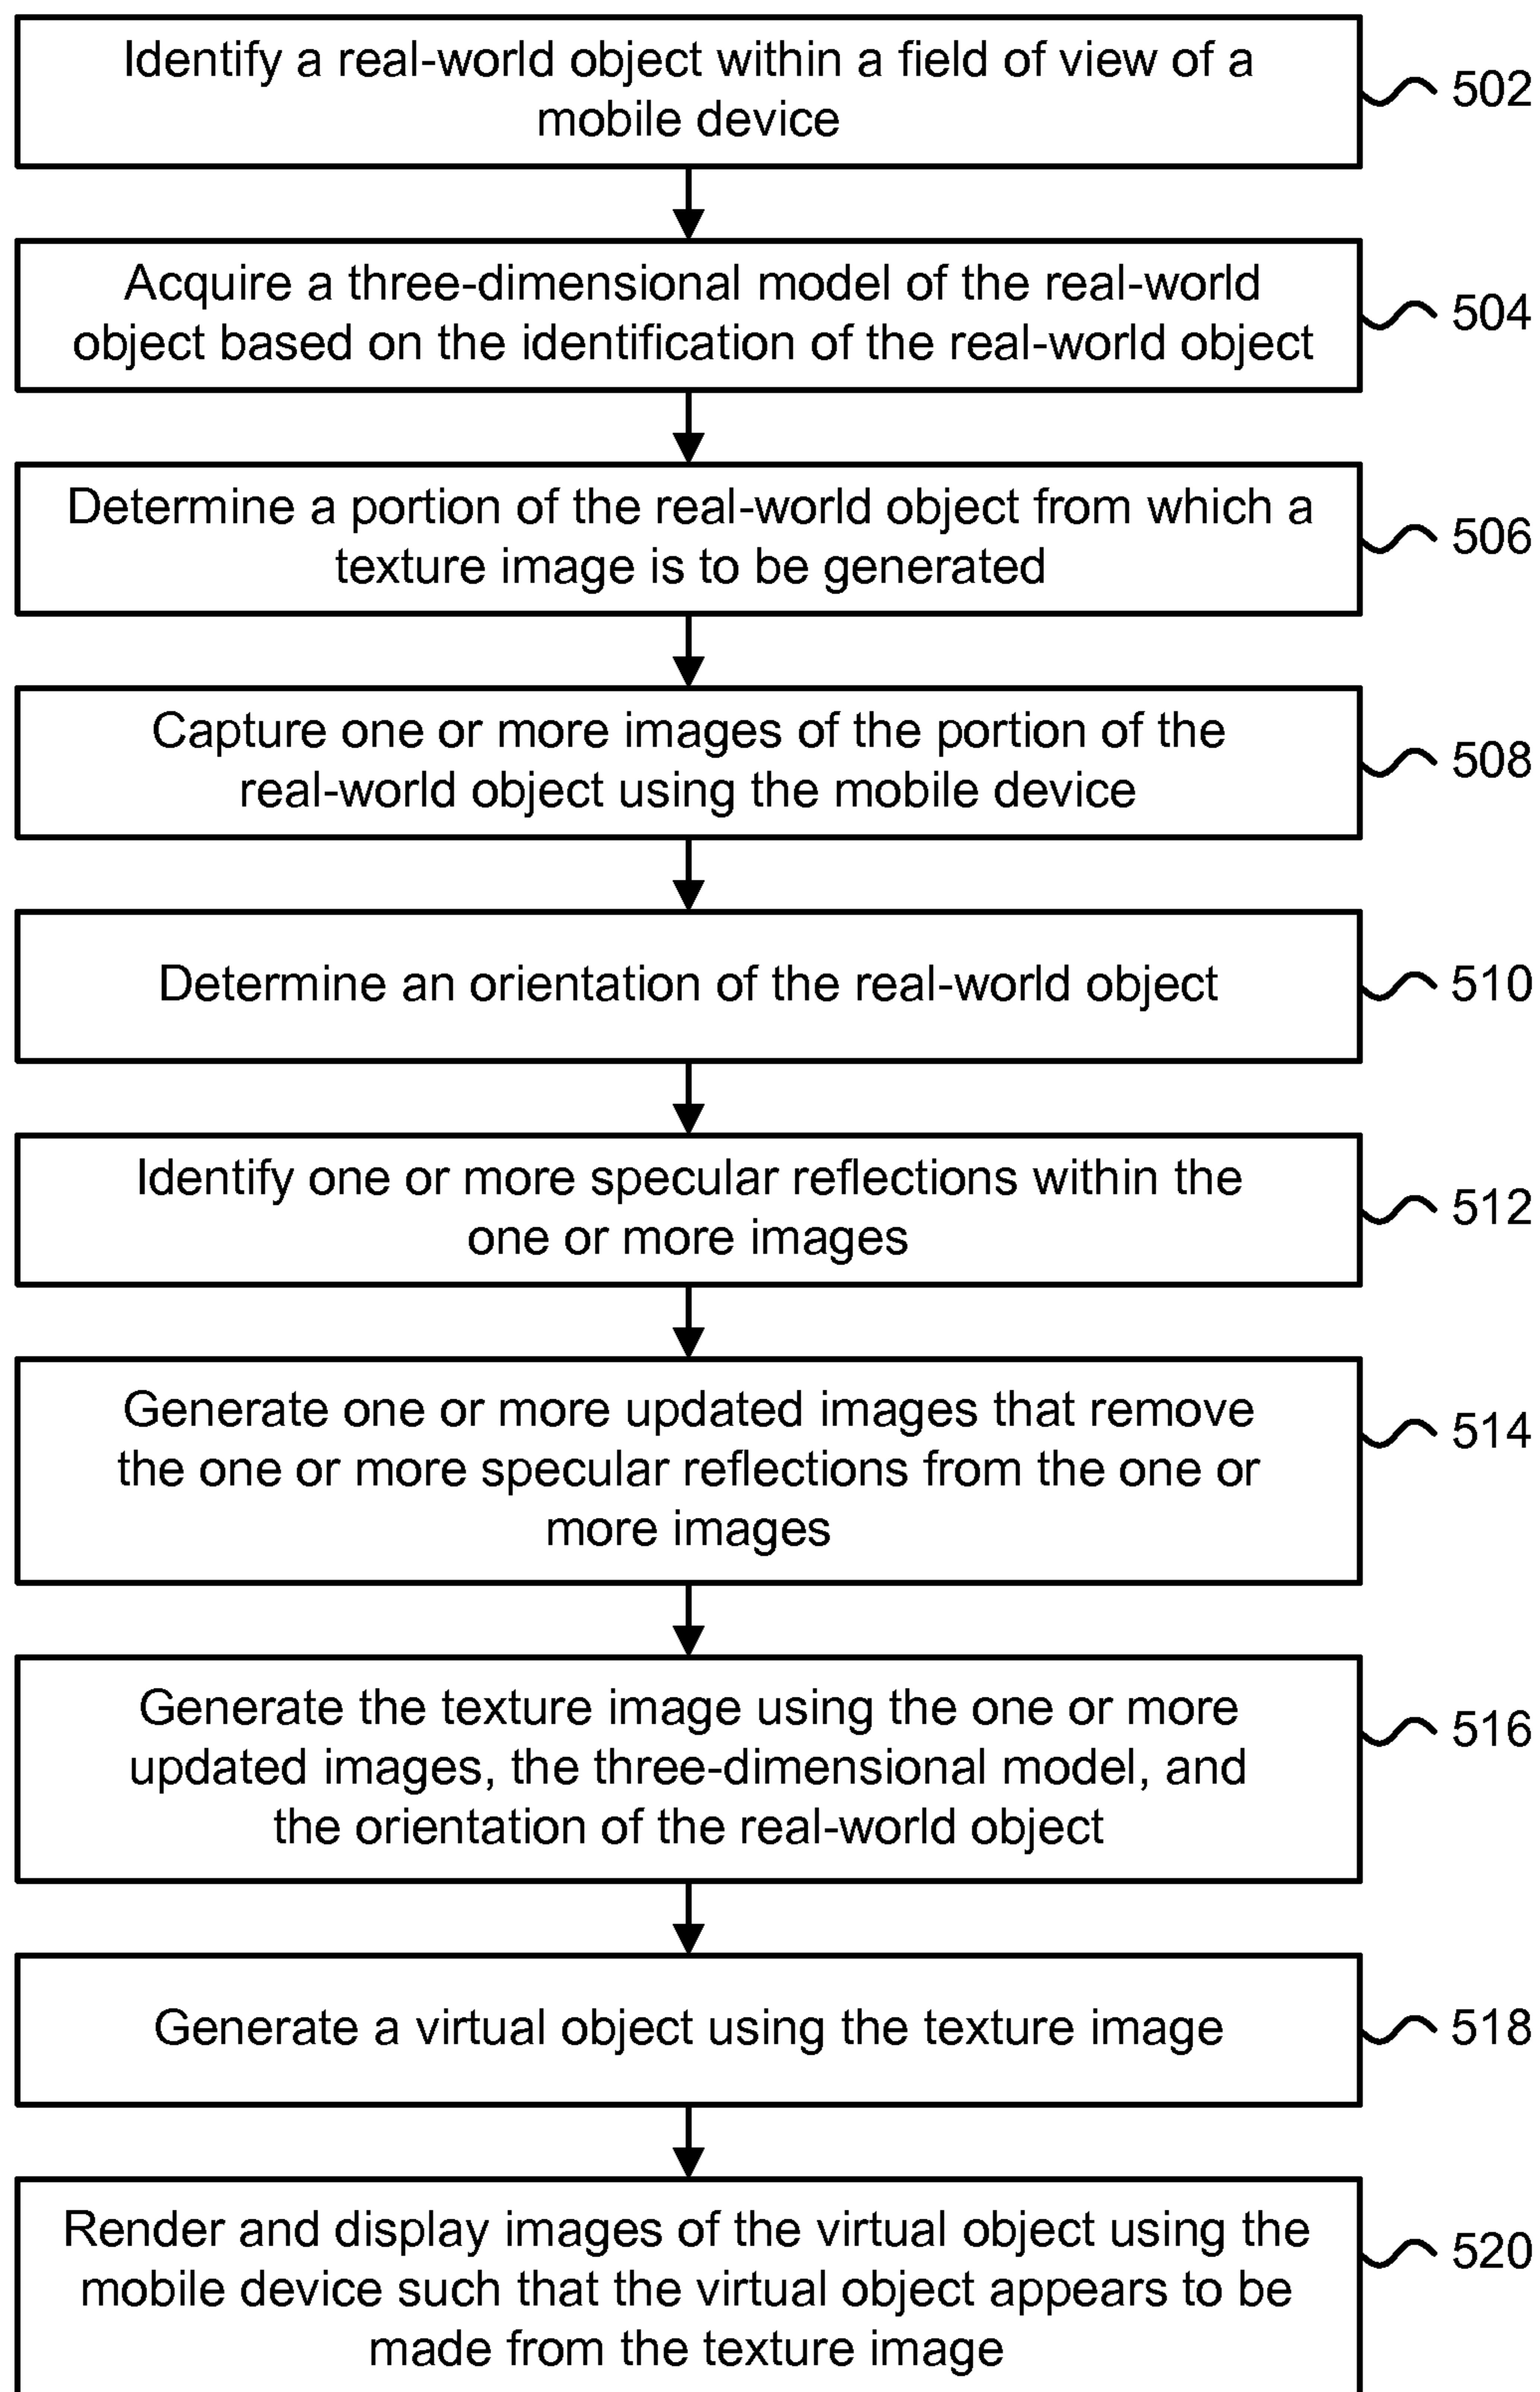 Identify a real-world object within a field of view of a
mobile device
502
Acquire a three-dimensional model of the real-world
object based on the identification of the real-world object
504
Determine a portion of the real-world object from which a
texture image is to be generated
506
Capture one or more images of the portion of the
real-world object using the mobile device
508
Determine an orientation of the real-world object
510
Identify one or more specular reflections within the
one or more images
512
Generate one or more updated images that remove
the one or more specular reflections from the one or
more images
514
Generate the texture image using the one or more
updated images, the three-dimensional model, and
the orientation of the real-world object
516
Generate a virtual object using the texture image
518
Render and display images of the virtual object using the
mobile device such that the virtual object appears to be
made from the texture image
520